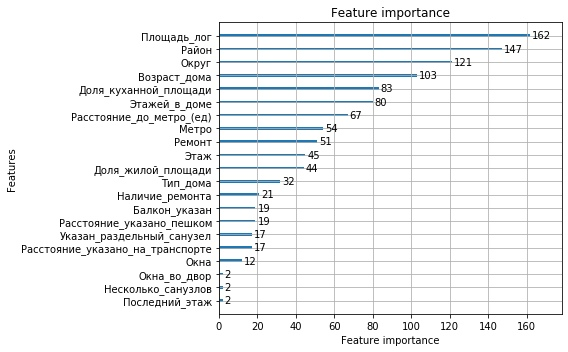 Feature importance
Площадь_лог 162
Район 147
Округ 121
Возраст_дома 103
Доля_куханной_площади 83
Этажей_в_доме 80
Расстояние_до_метро_(ед) 67
Метро 54
Ремонт 51
Этаж 45
Доля_жилой_площади 44
Тип_дома 32
Наличие_ремонта 21
Балкон_указан 19
Расстояние_указано_пешком 19
Указан_раздельный_санузел 17
Расстояние_указано_на_транспорте 17
Окна 12
Окна_во_двор 2
Несколько_санузлов 2
Последний_этаж 2
Features
0 20 40 60 80 100 120 140 160
Feature importance